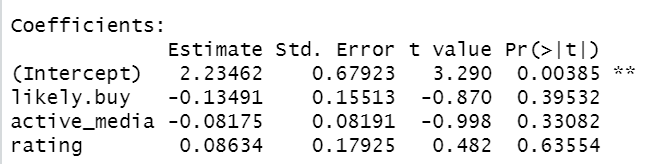 Coefficients:
Estimate Std. Error t value Pr(>|t|)
(Intercept) 2.23462 0.67923 3.290 0.00385 **
likely.buy -0.13491 0.15513 -0.870 0.39532
active_media -0.08175 0.08191 -0.998 0.33082
rating 0.08634 0.17925 0.482 0.63554